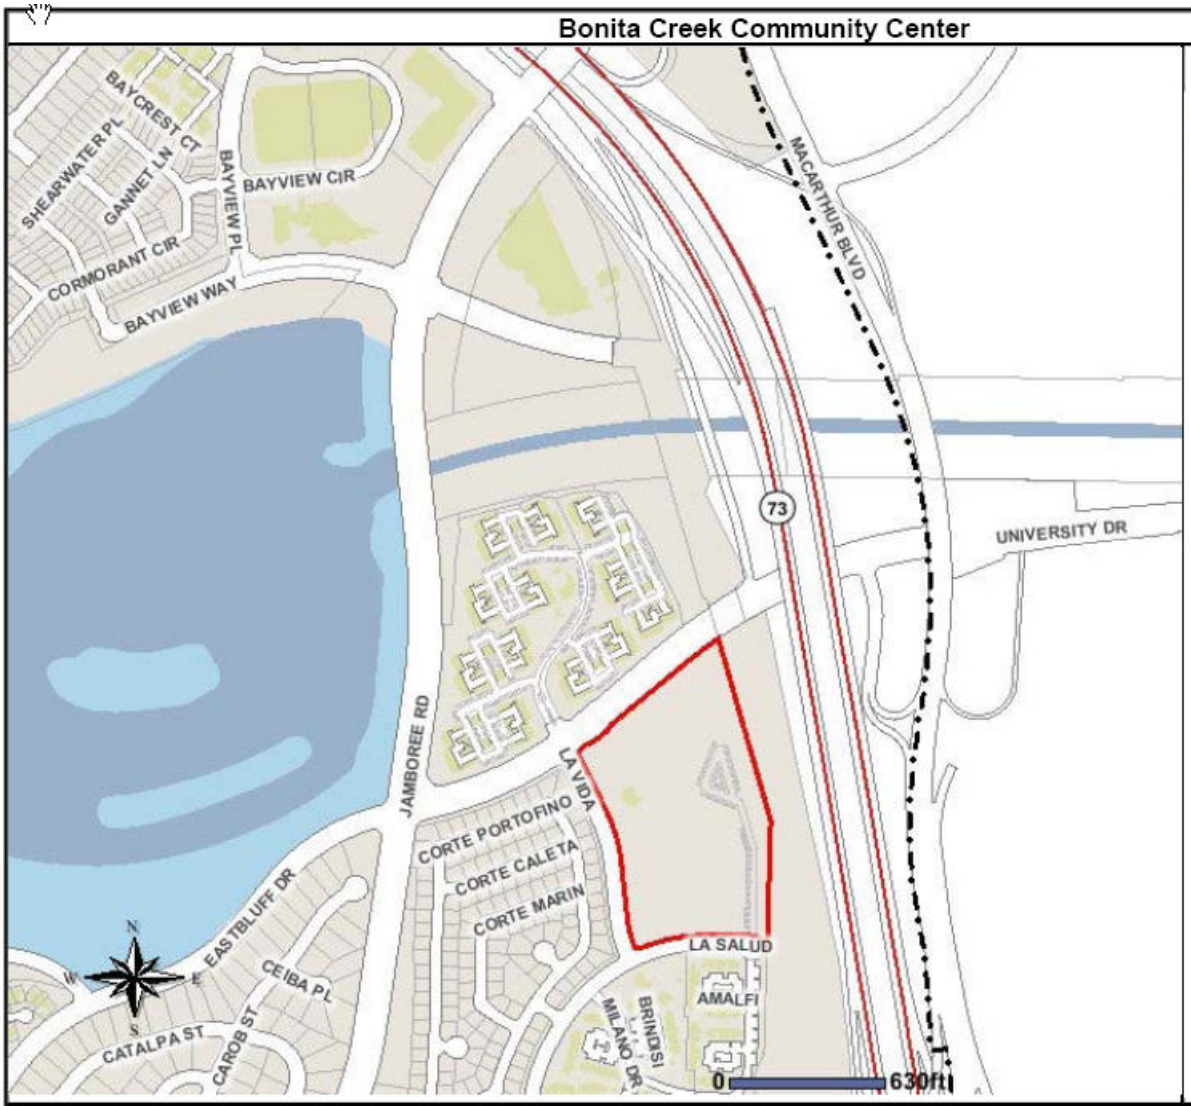 Bonita Creek Community Center
BAYCREST CT
SHEARWATER PL
GANNET LN
BAYVIEW PL
BAYVIEW CIR
CORMORANT CIR
BAYVIEW WAY
MACARTHUR BLVD
73
UNIVERSITY DR
JAMBOREE RD
LA VIDA
CORTE PORTOFINO
CORTE CALETA
CORTE MARIN
EASTBLUFF DR
LA SALUD
N
W
E
S
CEIBA PL
CATALPA ST
CAROB ST
AMALFI
BRINDISI
MILANO DR
0 630ft